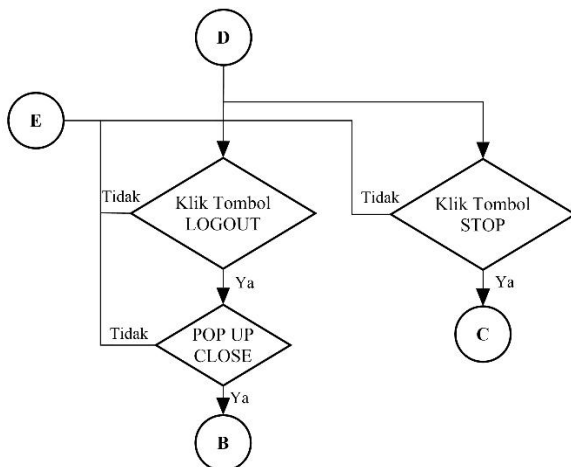 D
E
Tidak
Klik Tombol
LOGOUT
Tidak
Klik Tombol
STOP
Ya
Ya
Tidak
POP UP
CLOSE
C
Ya
B